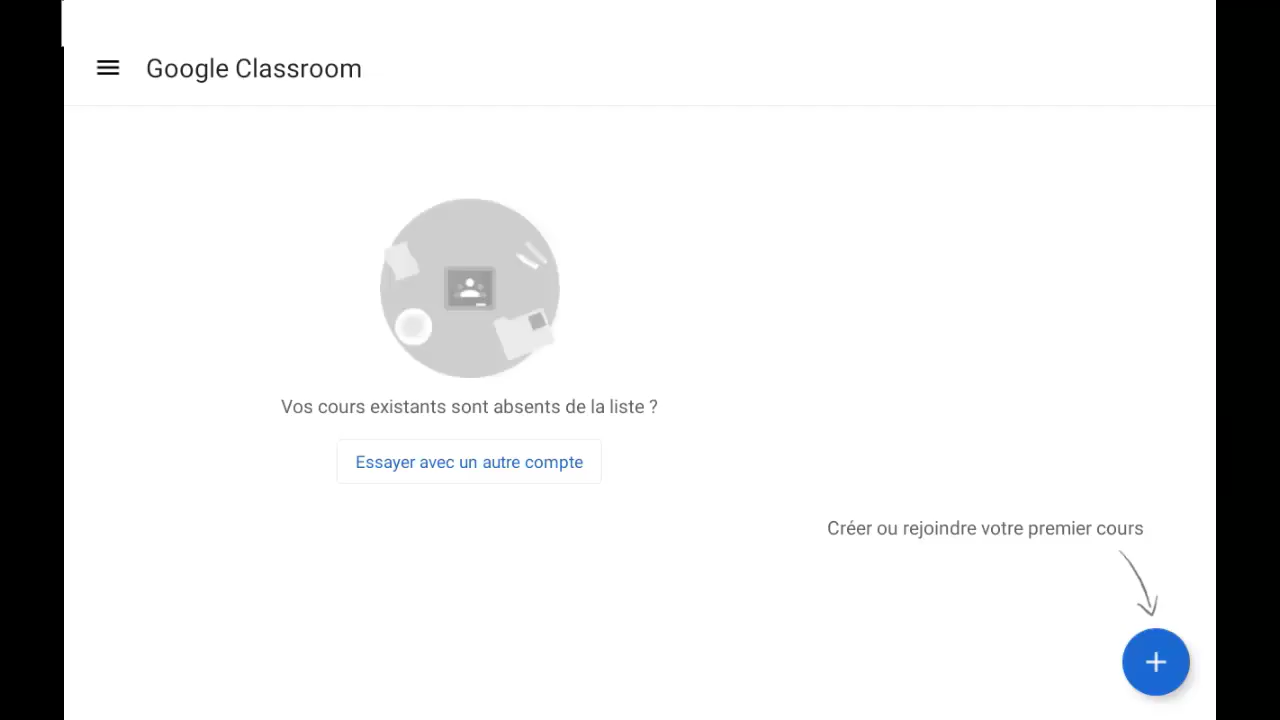 Google Classroom
Vos cours existants sont absents de la liste ?
Essayer avec un autre compte
Créer ou rejoindre votre premier cours